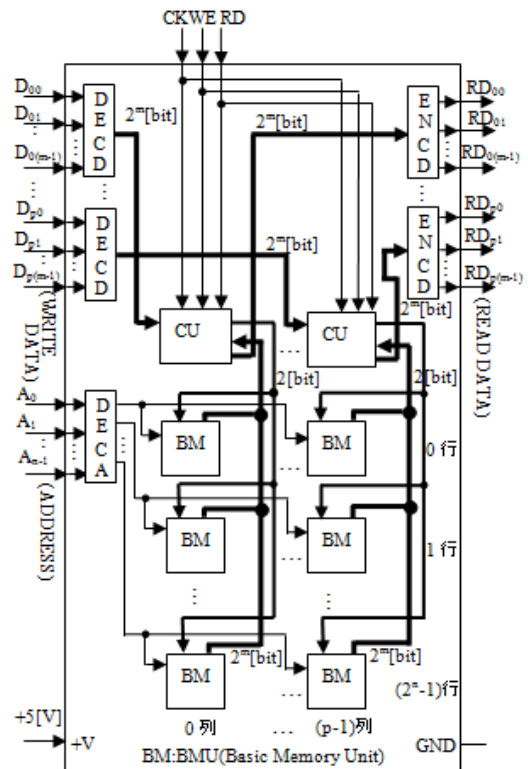 CK WE RD
D₀₀
D₀₁
D₀₍ₘ₋₁₎
Dₚ₀
Dₚ₁
Dₚ₍ₘ₋₁₎
(WRITE DATA)
DECD
DECD
2ᵐ[bit]
2ᵐ[bit]
2ᵐ[bit]
2ᵐ[bit]
ENCD
ENCD
RD₀₀
RD₀₁
RD₀₍ₘ₋₁₎
RDₚ₀
RDₚ₁
RDₚ₍ₘ₋₁₎
(READ DATA)
CU
...
CU
2[bit]
2[bit]
A₀
A₁
Aₘ₋₁
(ADDRESS)
DECA
BM
...
BM
0 行
BM
...
BM
1 行
BM
2ᵐ[bit]
...
BM
2ᵐ[bit]
(2ⁿ-1)行
0 列
...
(p-1)列
+5[V]
+V
GND
BM:BMU(Basic Memory Unit)